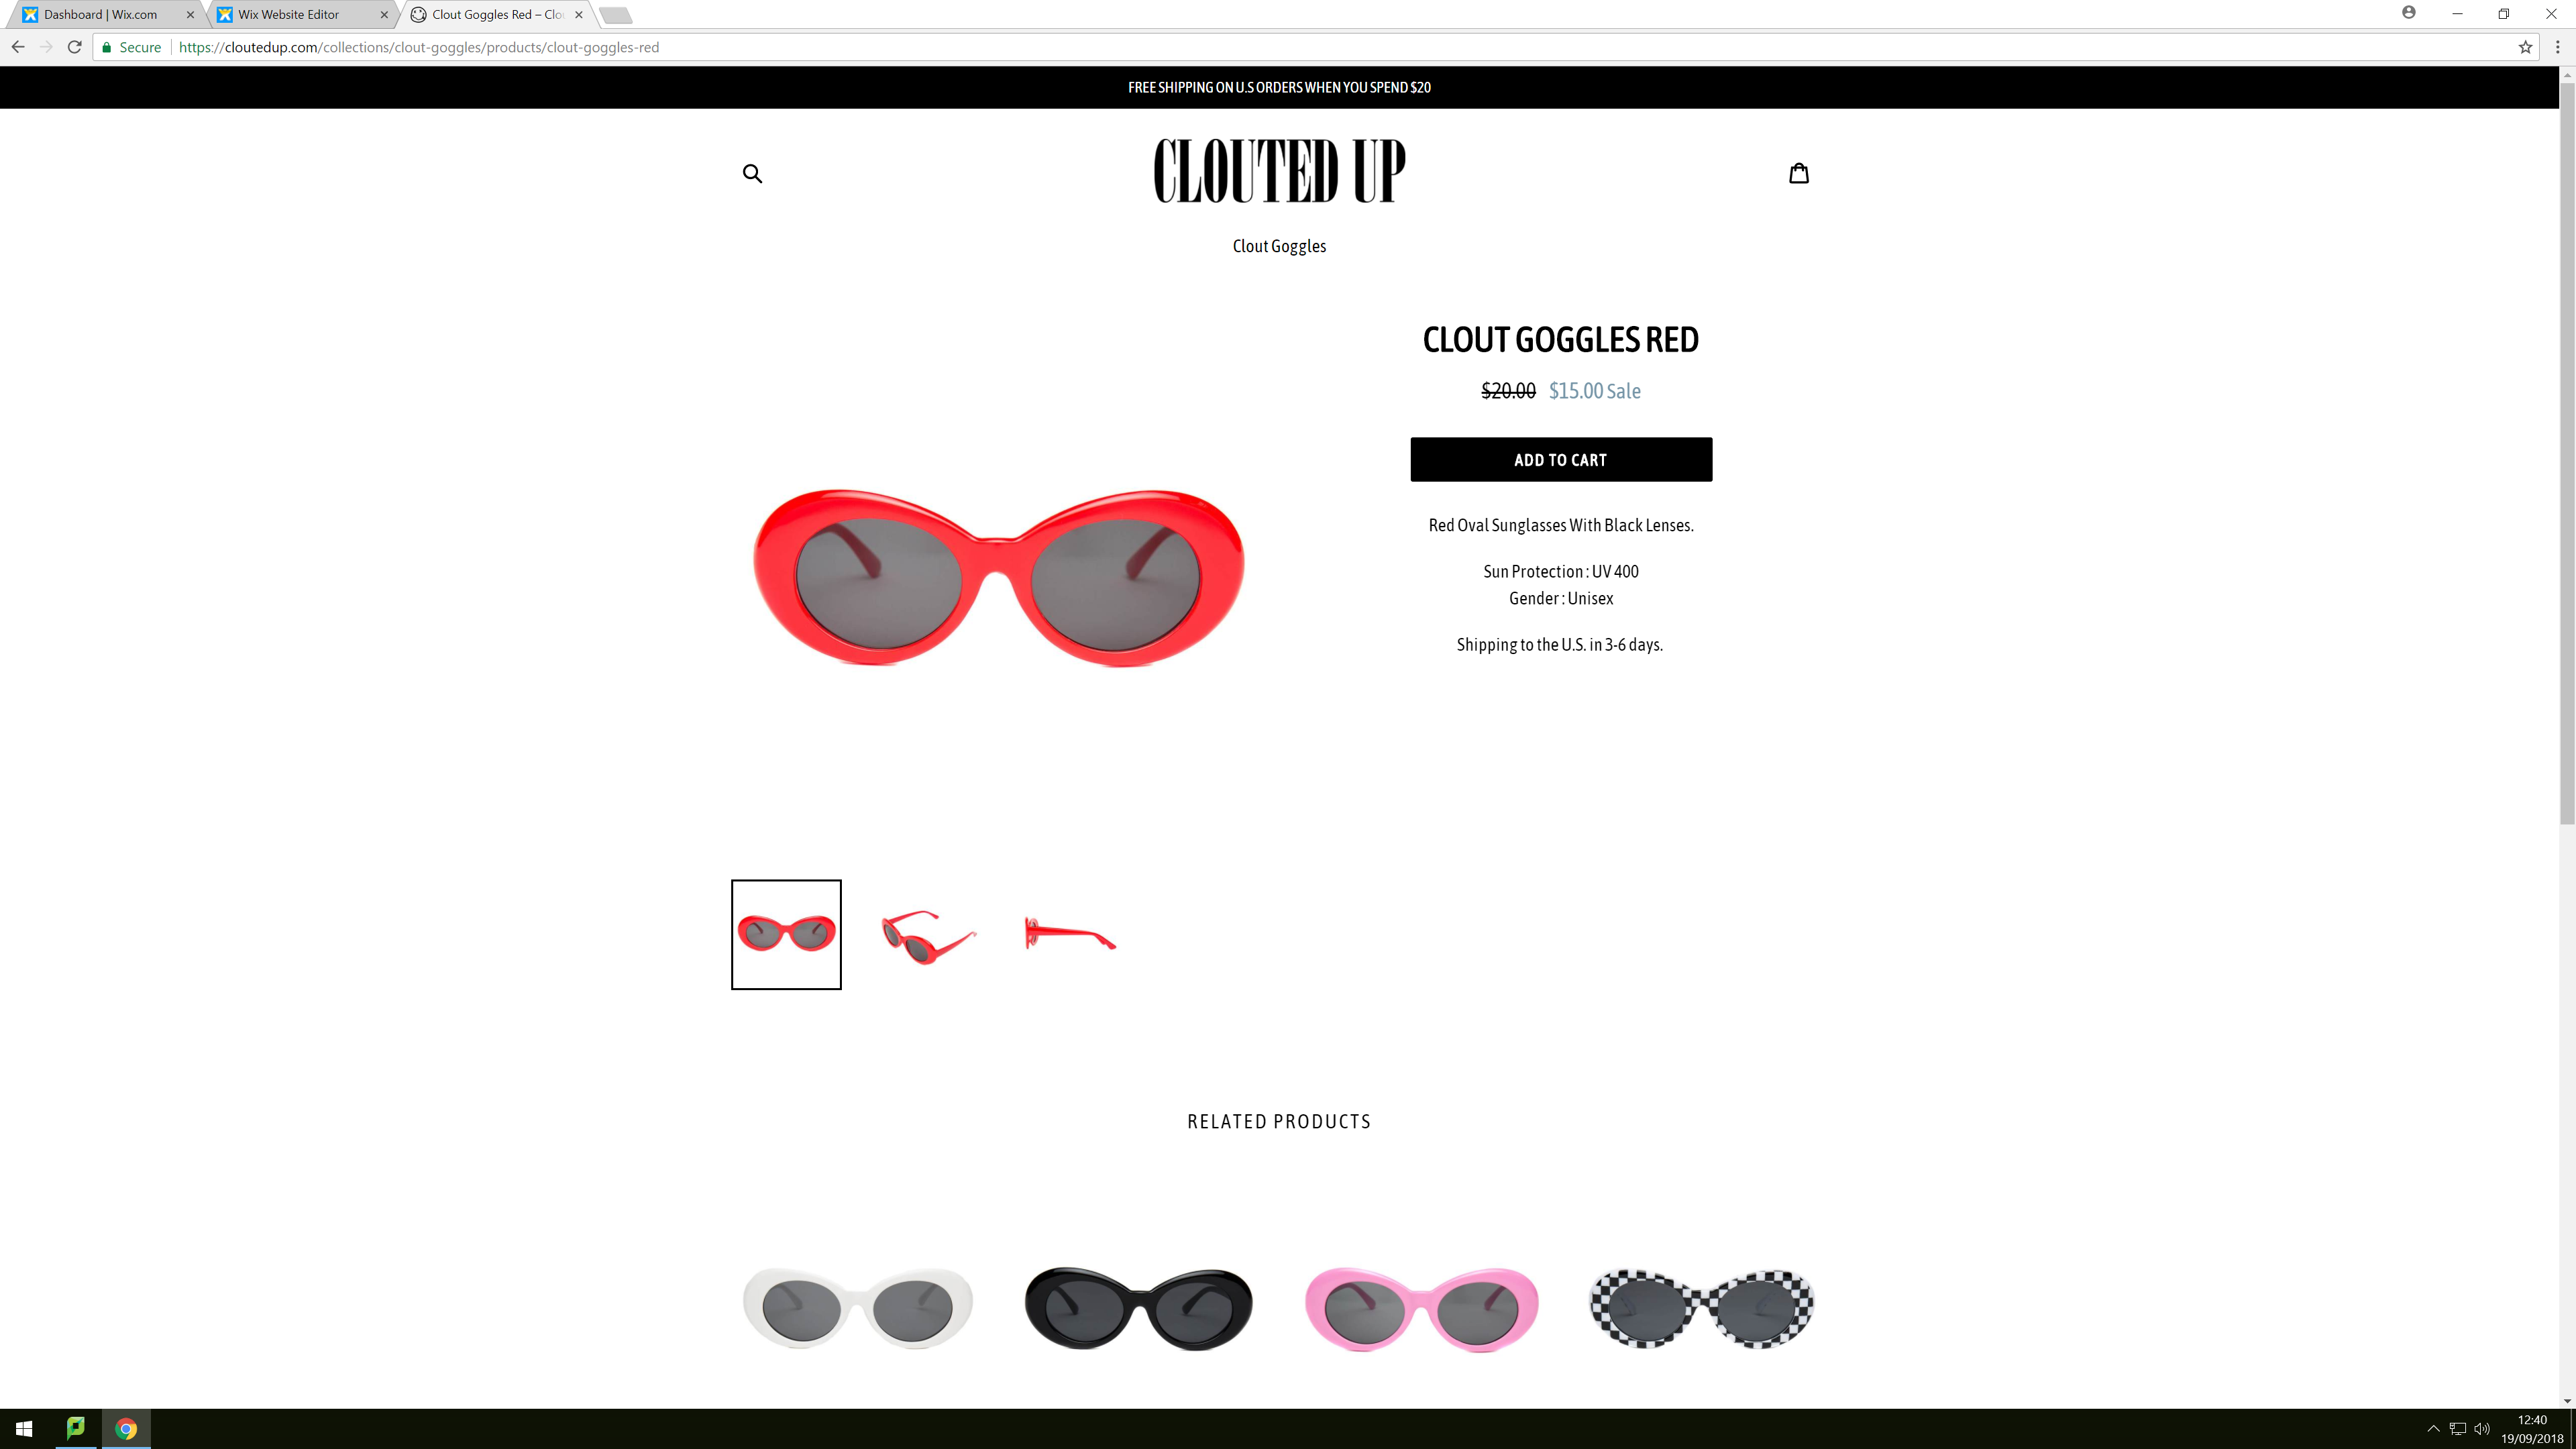 Dashboard | Wix.com
Wix Website Editor
Clout Goggles Red – Clo
Secure
https://cloutedup.com/collections/clout-goggles/products/clout-goggles-red
FREE SHIPPING ON U.S ORDERS WHEN YOU SPEND $20
CLOUTED UP
Clout Goggles
CLOUT GOGGLES RED
$20.00 $15.00 Sale
ADD TO CART
Red Oval Sunglasses With Black Lenses.
Sun Protection : UV 400
Gender : Unisex
Shipping to the U.S. in 3-6 days.
RELATED PRODUCTS
12:40
19/09/2018